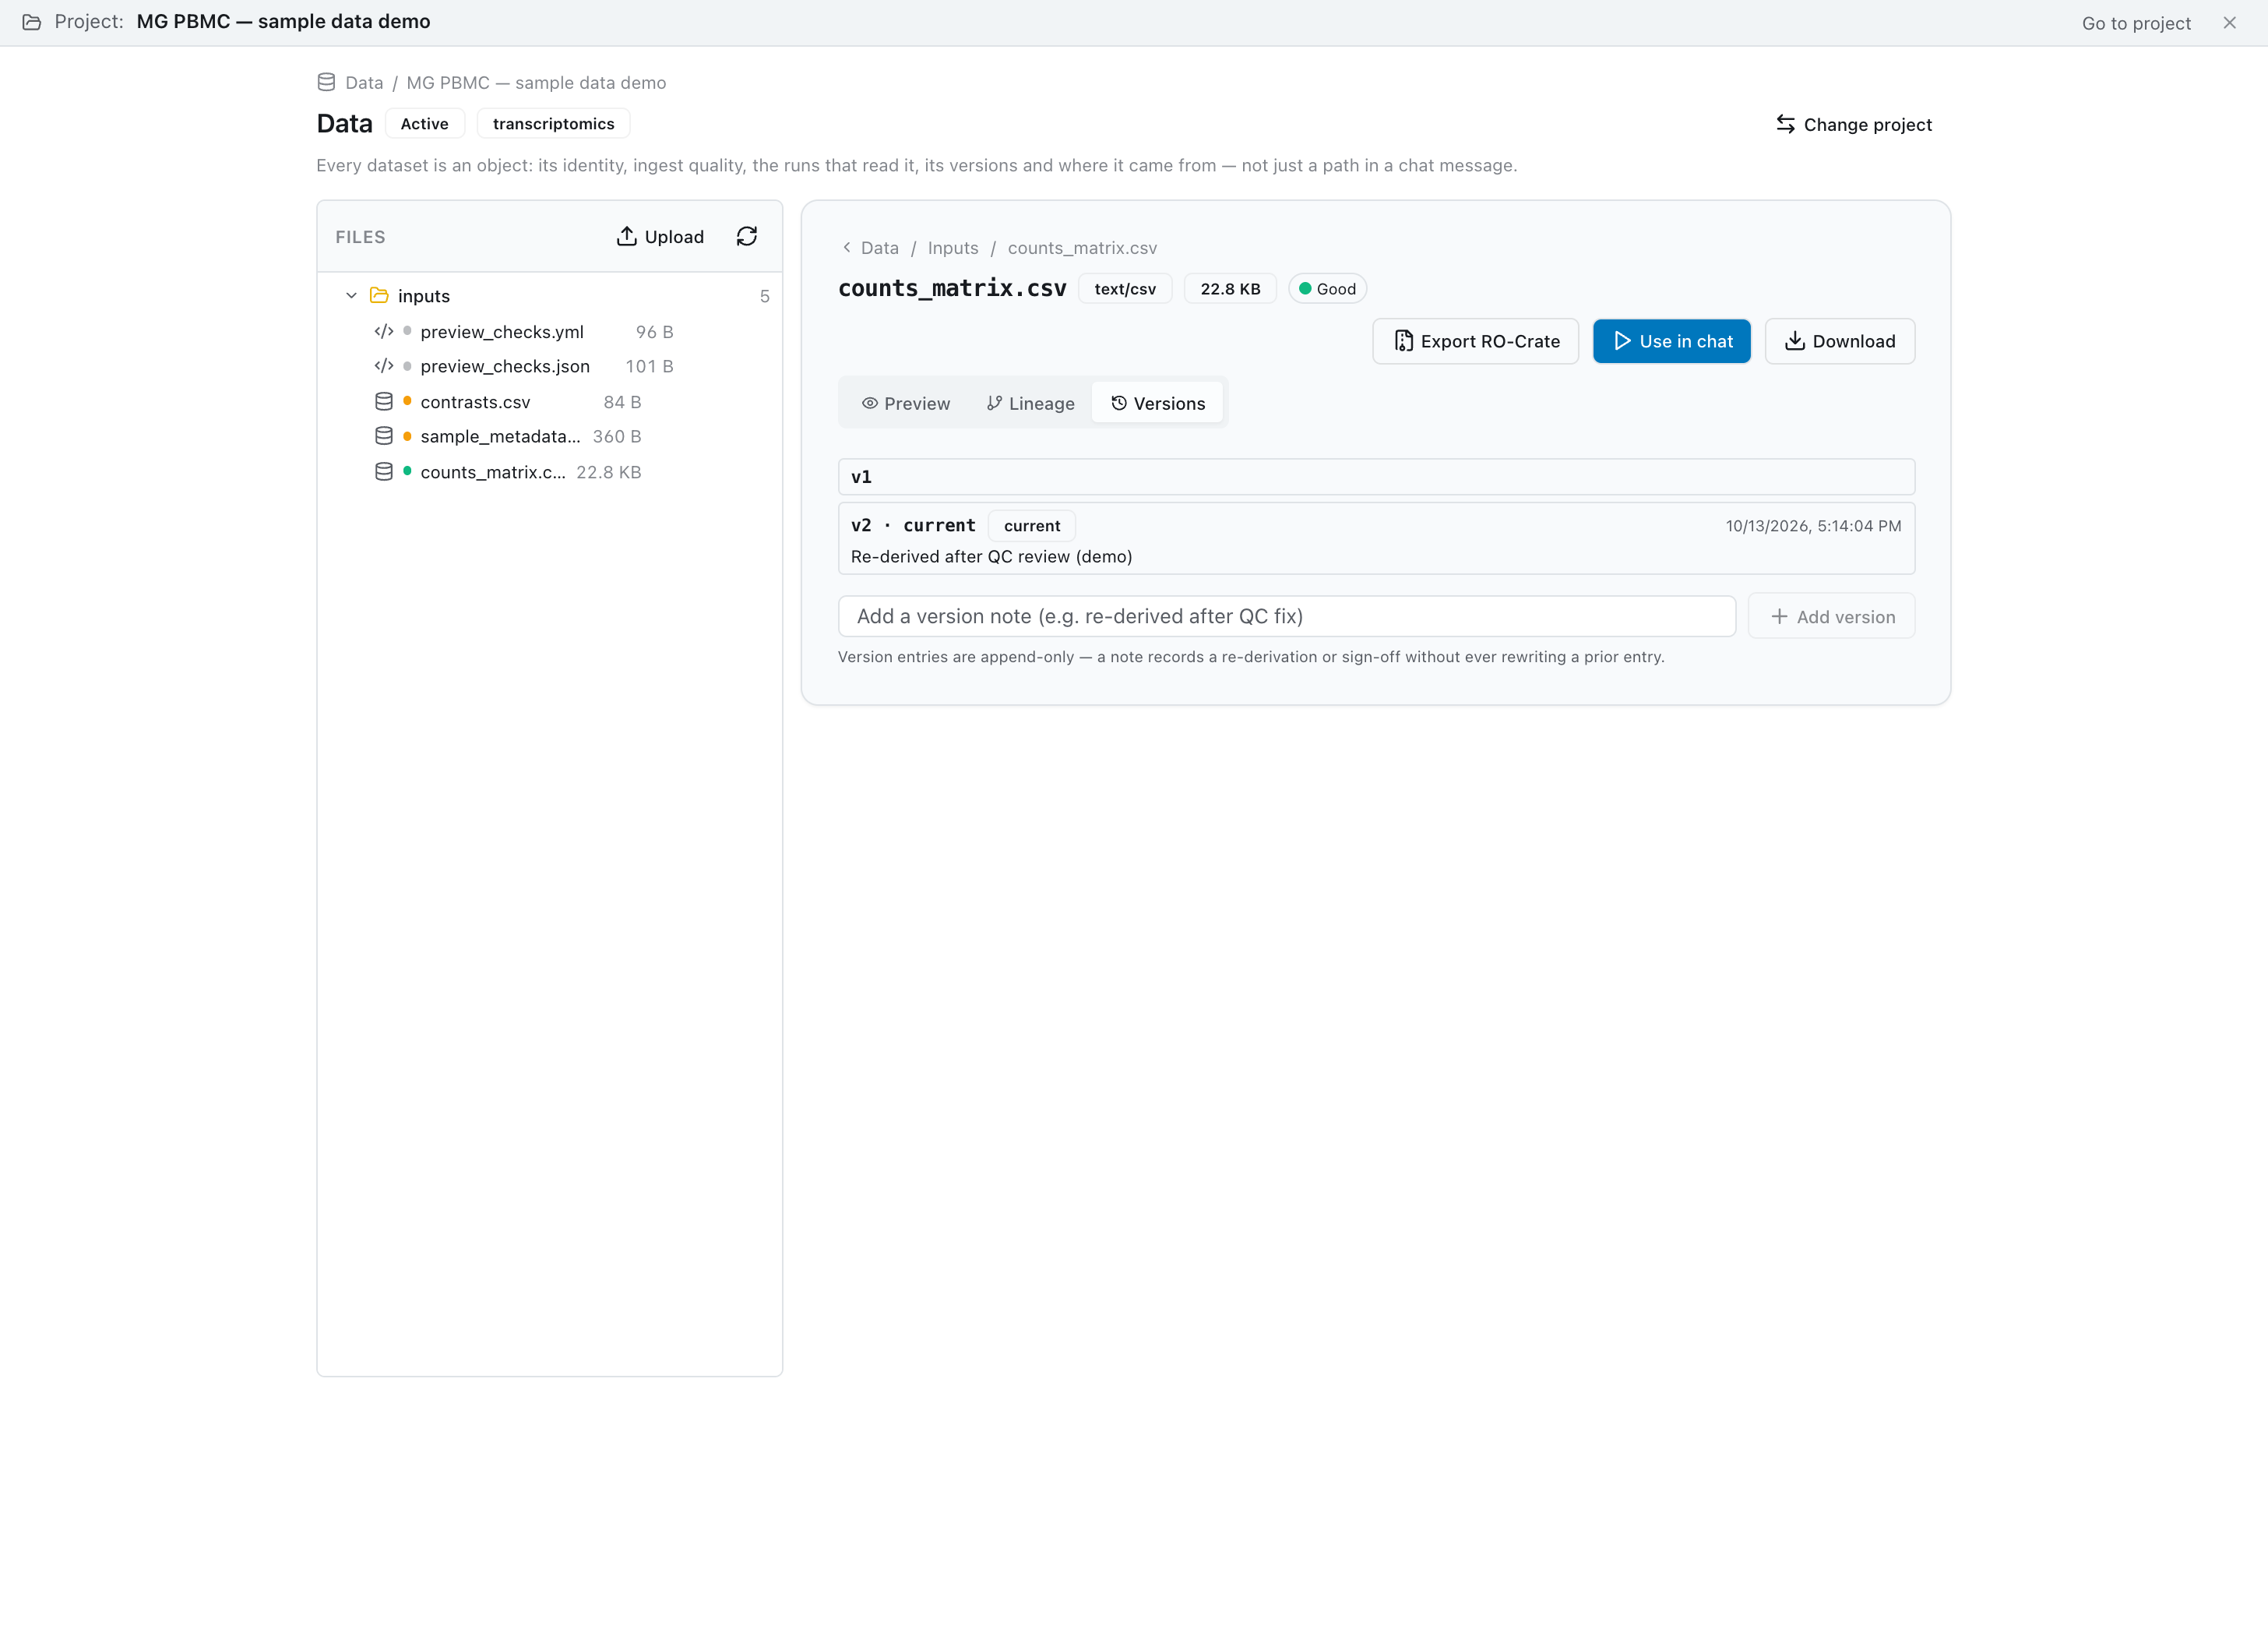 Project: MG PBMC — sample data demo
Go to project
Data / MG PBMC — sample data demo
Data Active transcriptomics
Change project
Every dataset is an object: its identity, ingest quality, the runs that read it, its versions and where it came from — not just a path in a chat message.
FILES Upload
inputs 5
preview_checks.yml 96 B
preview_checks.json 101 B
contrasts.csv 84 B
sample_metadata... 360 B
counts_matrix.c... 22.8 KB
Data / Inputs / counts_matrix.csv
counts_matrix.csv text/csv 22.8 KB Good
Export RO-Crate Use in chat Download
Preview Lineage Versions
v1
v2 · current current 10/13/2026, 5:14:04 PM
Re-derived after QC review (demo)
Add a version note (e.g. re-derived after QC fix) Add version
Version entries are append-only — a note records a re-derivation or sign-off without ever rewriting a prior entry.